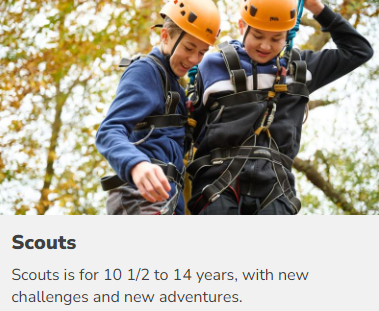 Scouts
Scouts is for 10 1/2 to 14 years, with new
challenges and new adventures.